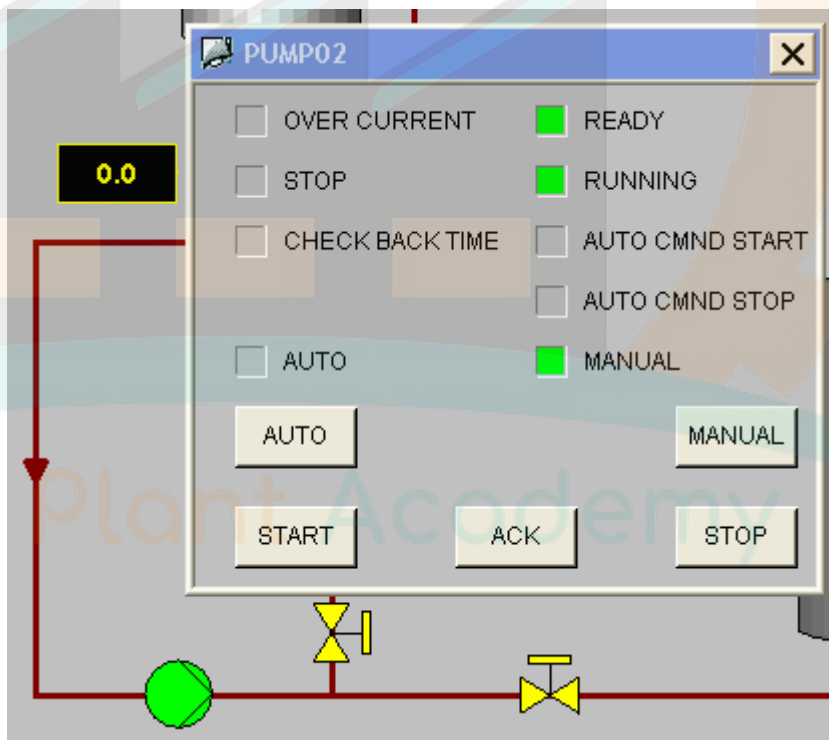 PUMP02
OVER CURRENT READY
0.0
STOP RUNNING
CHECK BACK TIME AUTO CMND START
AUTO CMND STOP
AUTO MANUAL
AUTO MANUAL
Plant Academy
START ACK STOP